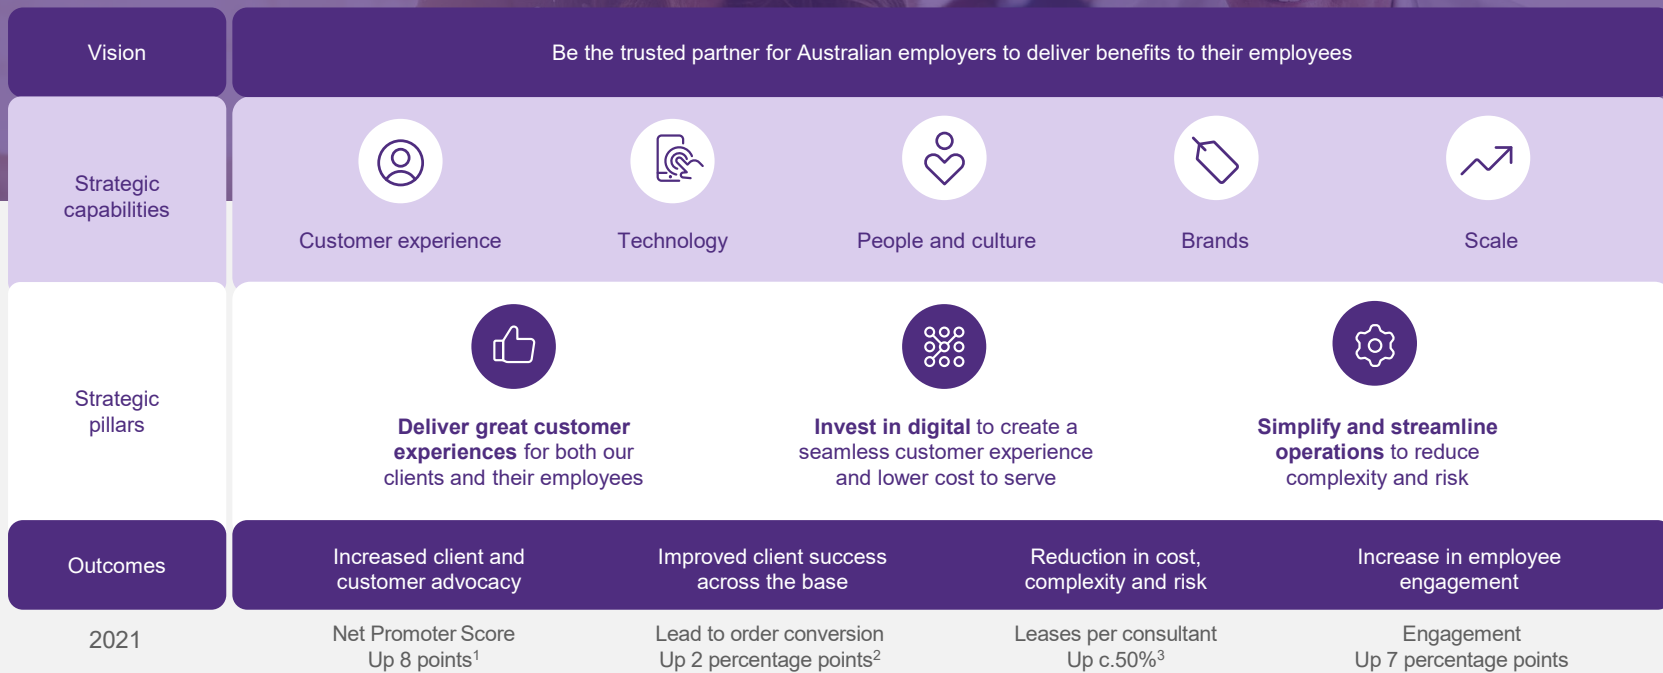 Vision
Be the trusted partner for Australian employers to deliver benefits to their employees
Strategic
capabilities
Customer experience
Technology
People and culture
Brands
Scale
Strategic
pillars
Deliver great customer
experiences for both our
clients and their employees
Invest in digital to create a
seamless customer experience
and lower cost to serve
Simplify and streamline
operations to reduce
complexity and risk
Outcomes
Increased client and
customer advocacy
Improved client success
across the base
Reduction in cost,
complexity and risk
Increase in employee
engagement
2021
Net Promoter Score
Up 8 points¹
Lead to order conversion
Up 2 percentage points²
Leases per consultant
Up c.50%³
Engagement
Up 7 percentage points